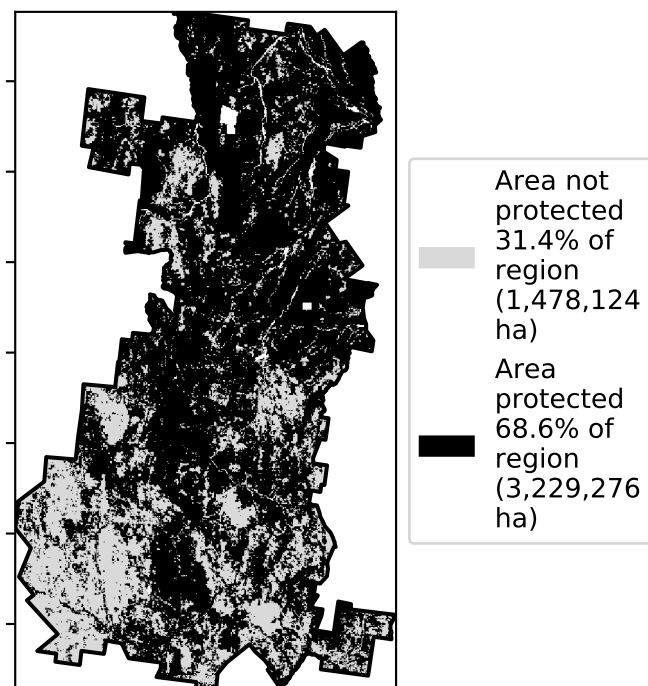 Area not
protected
31.4% of
region
(1,478,124
ha)
Area
protected
68.6% of
region
(3,229,276
ha)